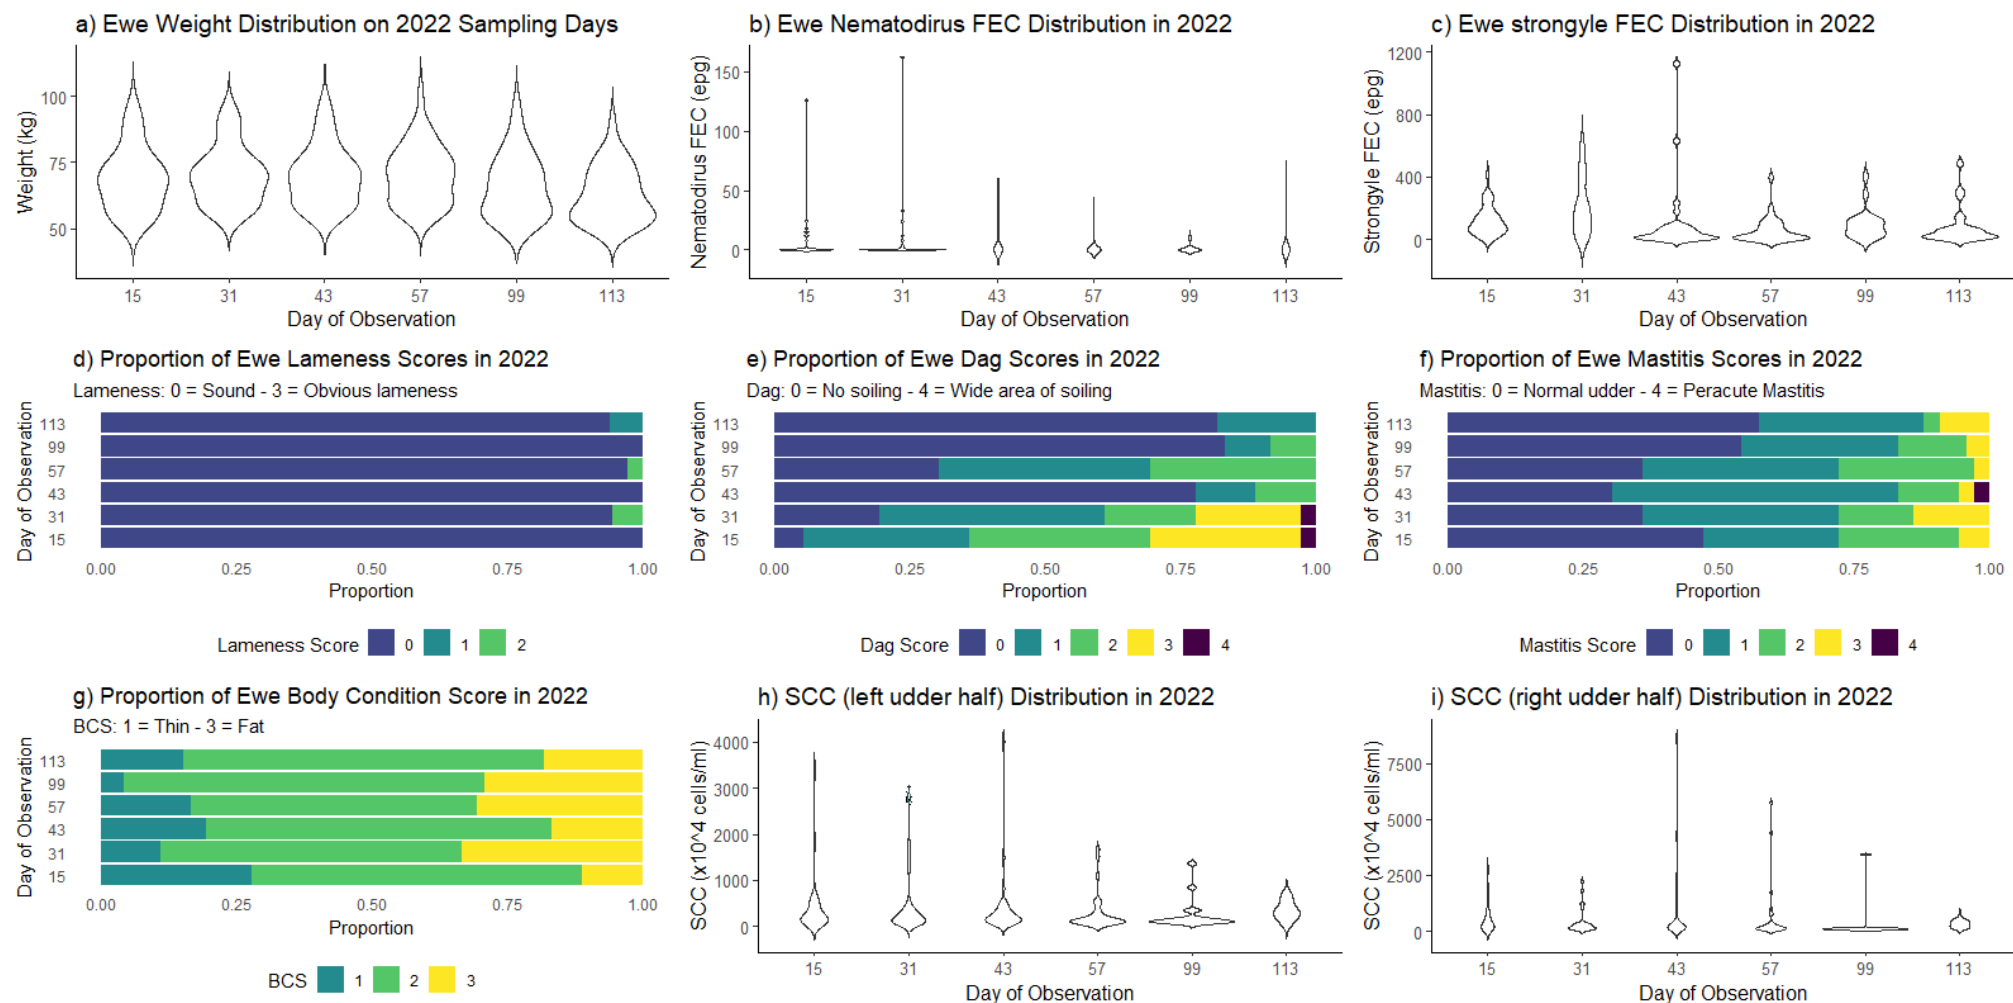 a) Ewe Weight Distribution on 2022 Sampling Days
Weight (kg)
100
75
50
15 31 43 57 99 113
Day of Observation
b) Ewe Nematodirus FEC Distribution in 2022
Nematodirus FEC (epg)
150
100
50
0
15 31 43 57 99 113
Day of Observation
c) Ewe strongyle FEC Distribution in 2022
Strongyle FEC (epg)
1200
800
400
0
15 31 43 57 99 113
Day of Observation
d) Proportion of Ewe Lameness Scores in 2022
Lameness: 0 = Sound - 3 = Obvious lameness
Day of Observation
113
99
57
43
31
15
0.00 0.25 0.50 0.75 1.00
Proportion
Lameness Score 0 1 2
e) Proportion of Ewe Dag Scores in 2022
Dag: 0 = No soiling - 4 = Wide area of soiling
Day of Observation
113
99
57
43
31
15
0.00 0.25 0.50 0.75 1.00
Proportion
Dag Score 0 1 2 3 4
f) Proportion of Ewe Mastitis Scores in 2022
Mastitis: 0 = Normal udder - 4 = Peracute Mastitis
Day of Observation
113
99
57
43
31
15
0.00 0.25 0.50 0.75 1.00
Proportion
Mastitis Score 0 1 2 3 4
g) Proportion of Ewe Body Condition Score in 2022
BCS: 1 = Thin - 3 = Fat
Day of Observation
113
99
57
43
31
15
0.00 0.25 0.50 0.75 1.00
Proportion
BCS 1 2 3
h) SCC (left udder half) Distribution in 2022
SCC (x10^4 cells/ml)
4000
3000
2000
1000
0
15 31 43 57 99 113
Day of Observation
i) SCC (right udder half) Distribution in 2022
SCC (x10^4 cells/ml)
7500
5000
2500
0
15 31 43 57 99 113
Day of Observation